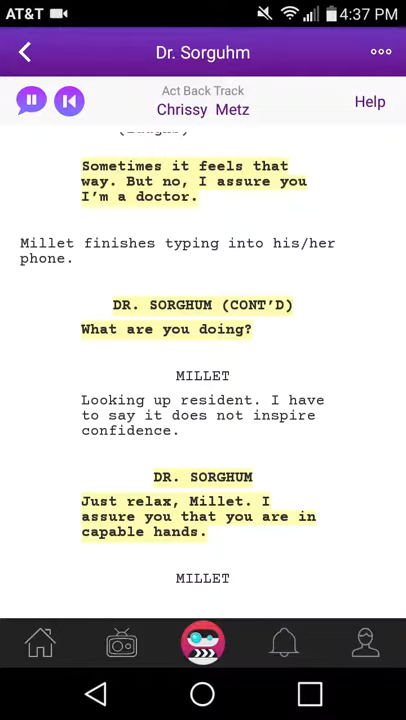 AT&T
4:37 PM
Dr. Sorguhm
Act Back Track
Chrissy Metz
Help
Sometimes it feels that
way. But no, I assure you
I'm a doctor.
Millet finishes typing into his/her
phone.
DR. SORGHUM (CONT'D)
What are you doing?
MILLET
Looking up resident. I have
to say it does not inspire
confidence.
DR. SORGHUM
Just relax, Millet. I
assure you that you are in
capable hands.
MILLET